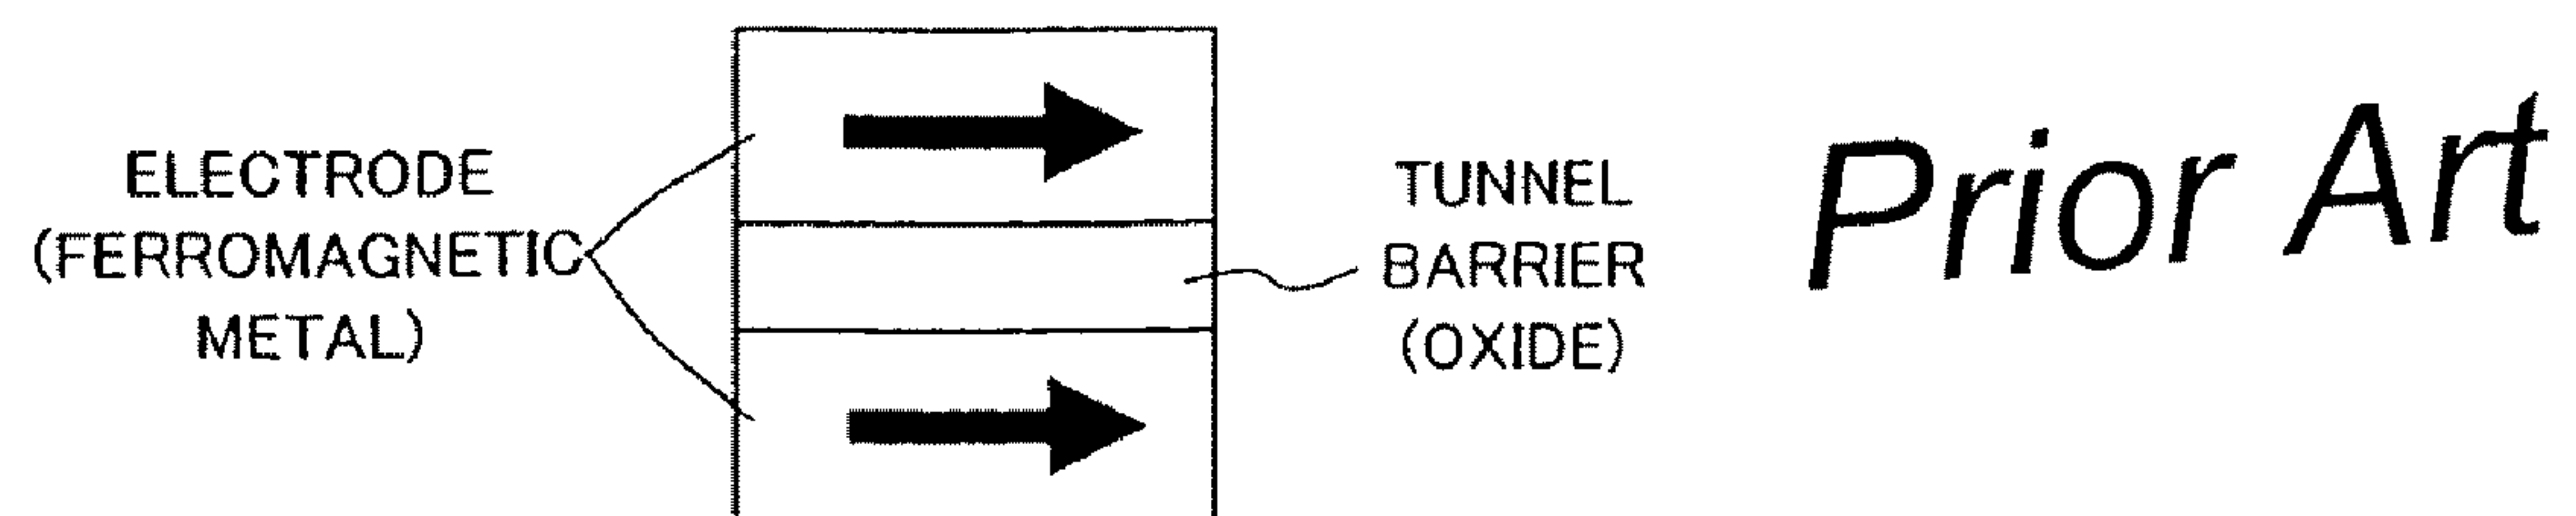 ELECTRODE
(FERROMAGNETIC
METAL)
TUNNEL
BARRIER
(OXIDE)
Prior Art